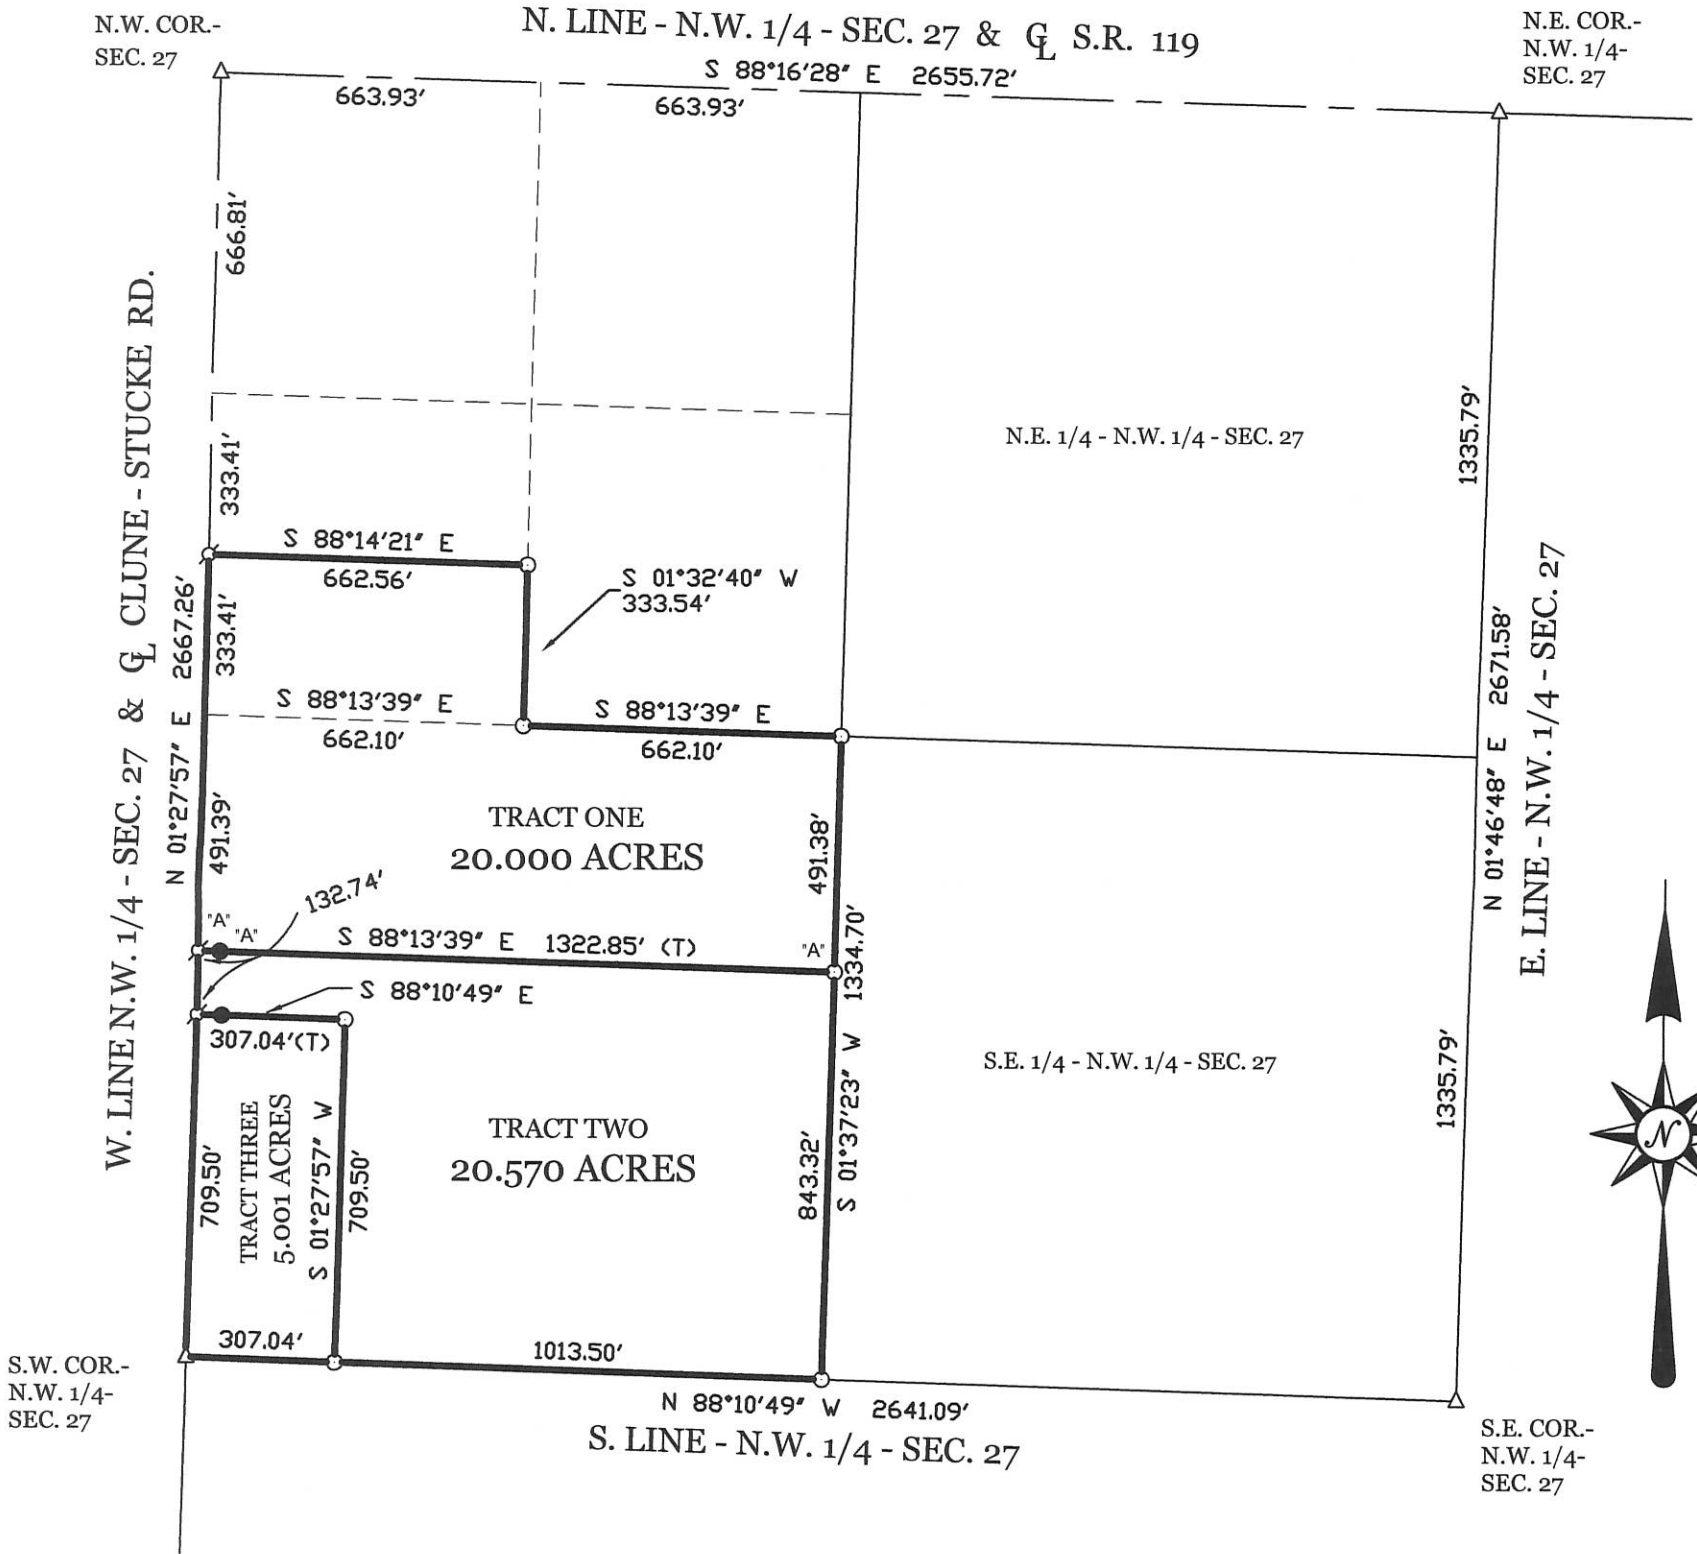 N. LINE - N.W. 1/4 - SEC. 27 & ℄ S.R. 119
N.W. COR.-
SEC. 27
N.E. COR.-
N.W. 1/4-
SEC. 27
S 88°16'28" E 2655.72'
663.93'
663.93'
666.81'
W. LINE N.W. 1/4 - SEC. 27 & ℄ CLUNE - STUCKE RD.
N 01°27'57" E 2667.26'
333.41'
N.E. 1/4 - N.W. 1/4 - SEC. 27
1335.79'
S 88°14'21" E
662.56'
S 01°32'40" W
333.54'
333.41'
S 88°13'39" E
662.10'
S 88°13'39" E
662.10'
E. LINE - N.W. 1/4 - SEC. 27
N 01°46'48" E 2671.58'
TRACT ONE
20.000 ACRES
491.39'
491.38'
132.74'
"A"
"A"
S 88°13'39" E 1322.85' (T)
"A"
S 01°37'23" W 1334.70'
S 88°10'49" E
307.04'(T)
S.E. 1/4 - N.W. 1/4 - SEC. 27
1335.79'
N
TRACT TWO
20.570 ACRES
709.50'
TRACT THREE
5.001 ACRES
S 01°27'57" W
709.50'
843.32'
307.04'
1013.50'
S.W. COR.-
N.W. 1/4-
SEC. 27
N 88°10'49" W 2641.09'
S. LINE - N.W. 1/4 - SEC. 27
S.E. COR.-
N.W. 1/4-
SEC. 27